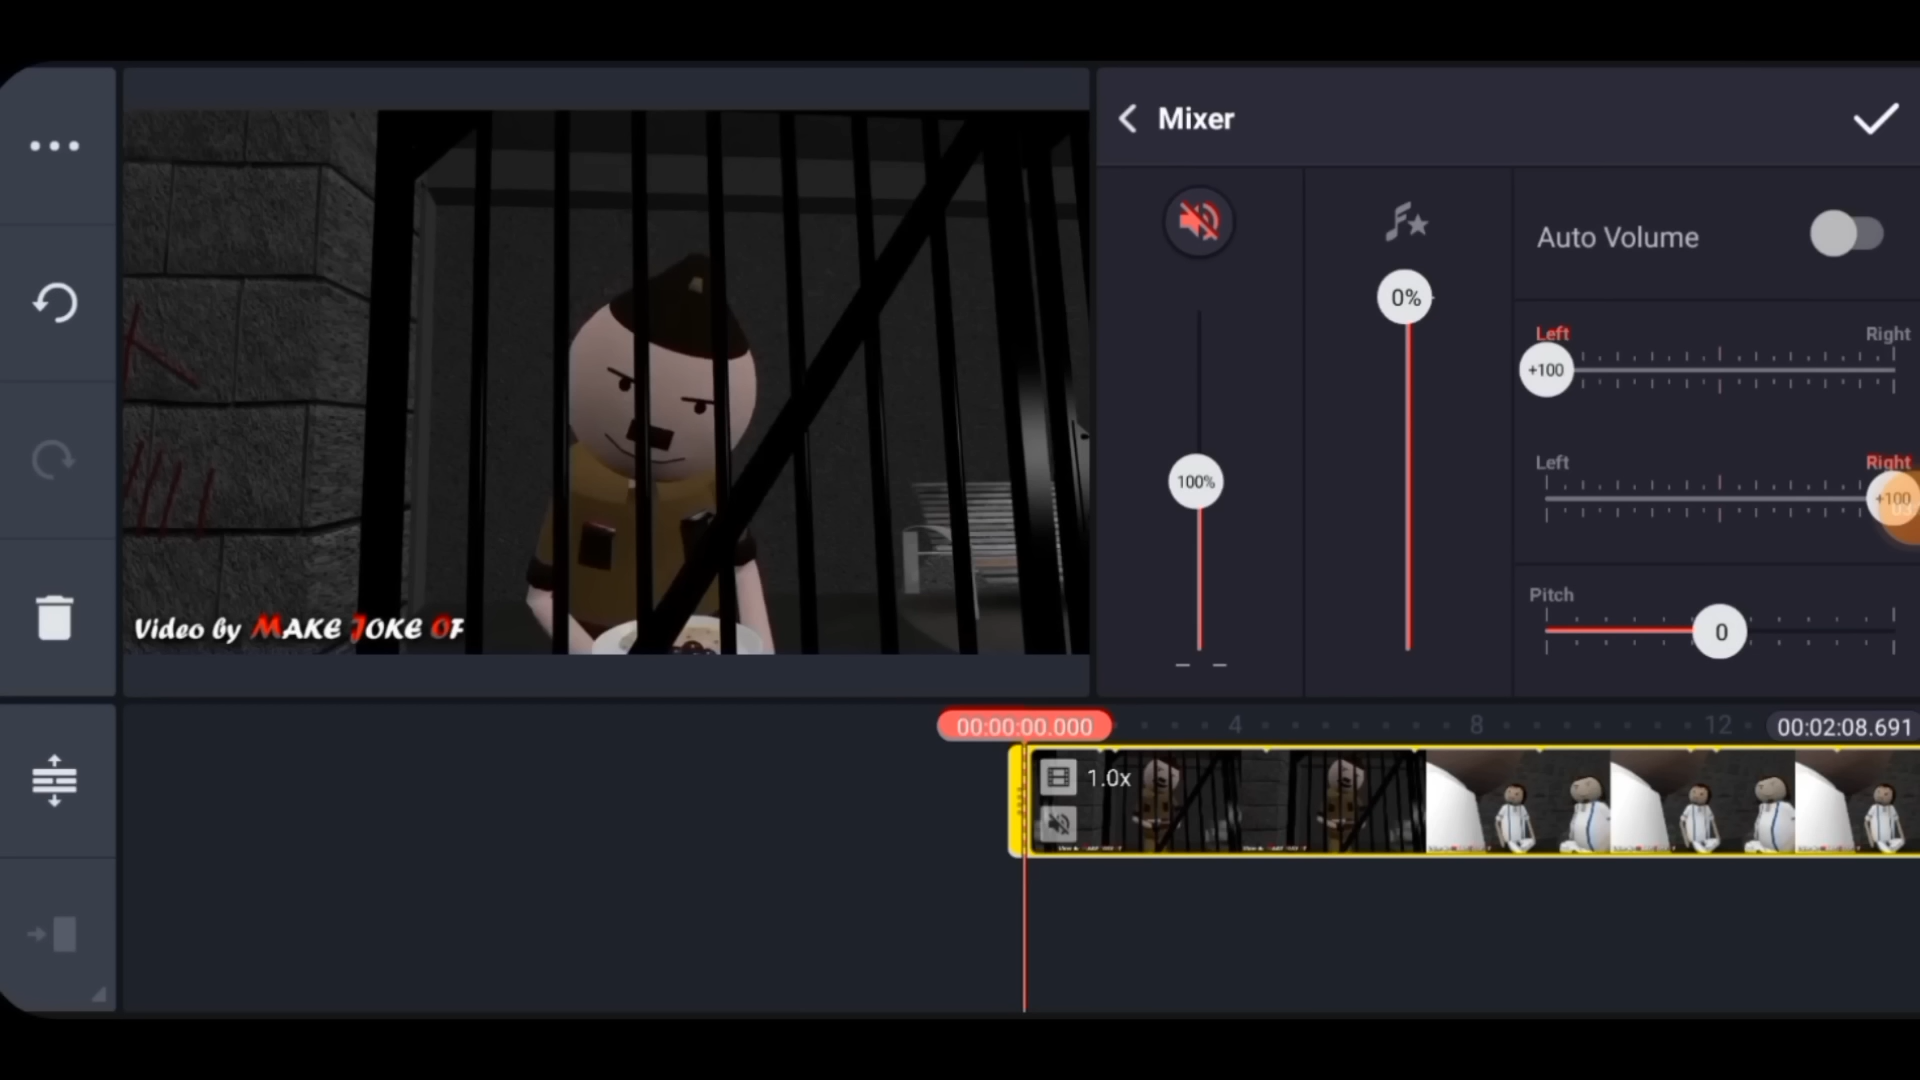 Mixer
Auto Volume
0%
Left
Right
+100
100%
Left
Right
+100
Pitch
0
Video by MAKE JOKE OF
00:00:00.000
4
8
12
00:02:08.691
1.0x